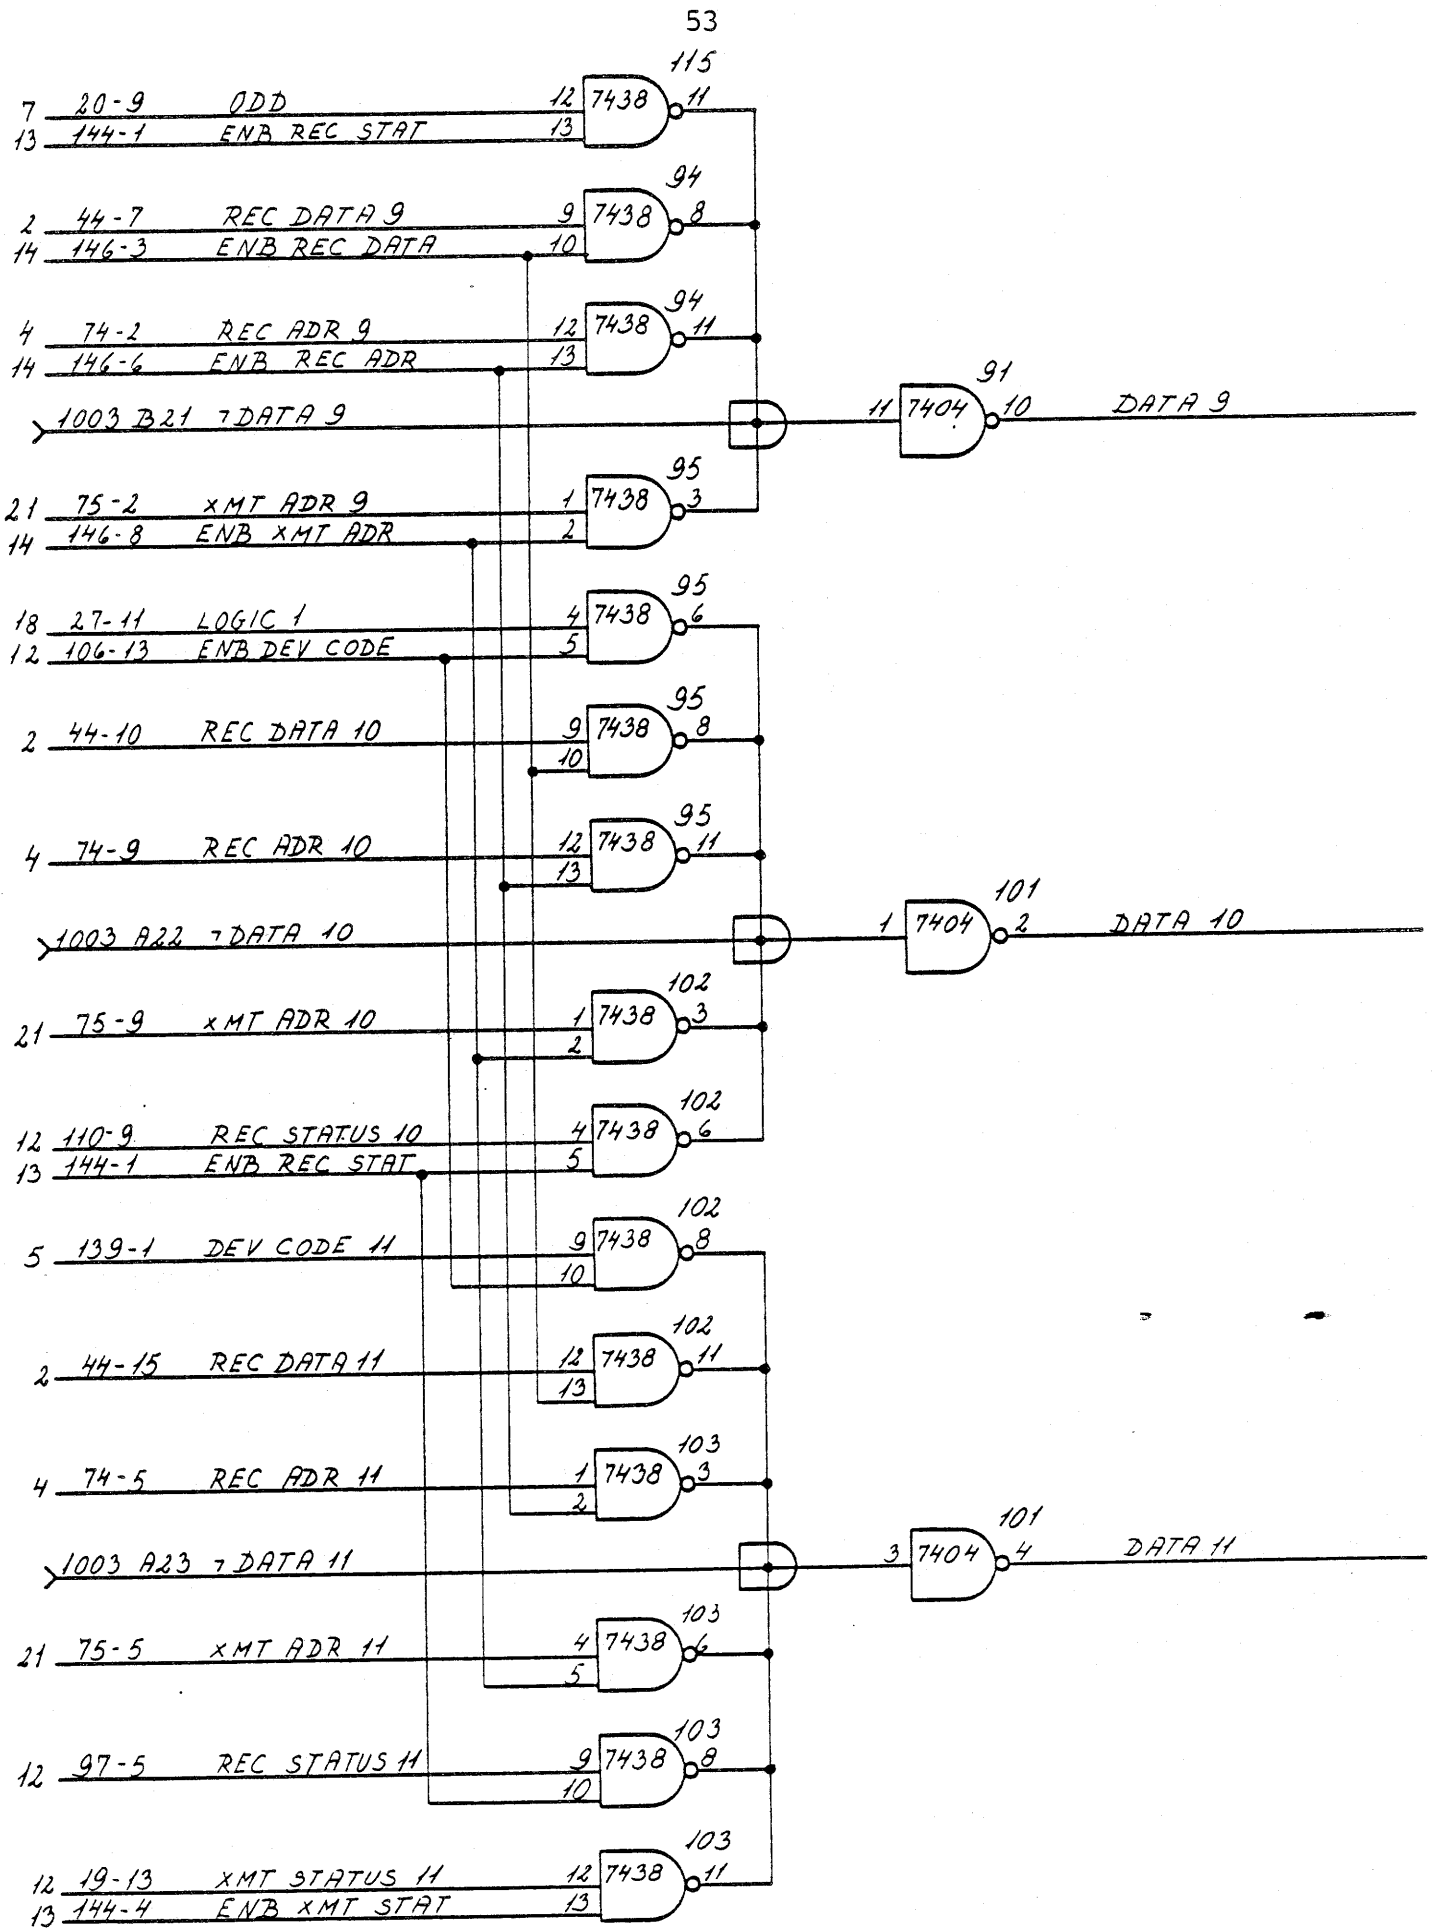 53
115
7 20-9 ODD 12 7438 11
13 144-1 ENB REC STAT 13
94
2 44-7 REC DATA 9 9 7438 8
14 146-3 ENB REC DATA 10
94
4 74-2 REC ADR 9 12 7438 11
14 146-6 ENB REC ADR 13
91
1003 B21 ¬DATA 9 11 7404 10 DATA 9
95
21 75-2 XMT ADR 9 1 7438 3
14 146-8 ENB XMT ADR 2
95
18 27-11 LOGIC 1 4 7438 6
12 106-13 ENB DEV CODE 5
95
2 44-10 REC DATA 10 9 7438 8
10
95
4 74-9 REC ADR 10 12 7438 11
13
101
1003 A22 ¬DATA 10 1 7404 2 DATA 10
102
21 75-9 XMT ADR 10 1 7438 3
2
102
12 110-9 REC STATUS 10 4 7438 6
13 144-1 ENB REC STAT 5
102
5 139-1 DEV CODE 11 9 7438 8
10
102
2 44-15 REC DATA 11 12 7438 11
13
103
4 74-5 REC ADR 11 1 7438 3
2
101
1003 A23 ¬DATA 11 3 7404 4 DATA 11
103
21 75-5 XMT ADR 11 4 7438 6
5
103
12 97-5 REC STATUS 11 9 7438 8
10
103
12 19-13 XMT STATUS 11 12 7438 11
13 144-4 ENB XMT STAT 13